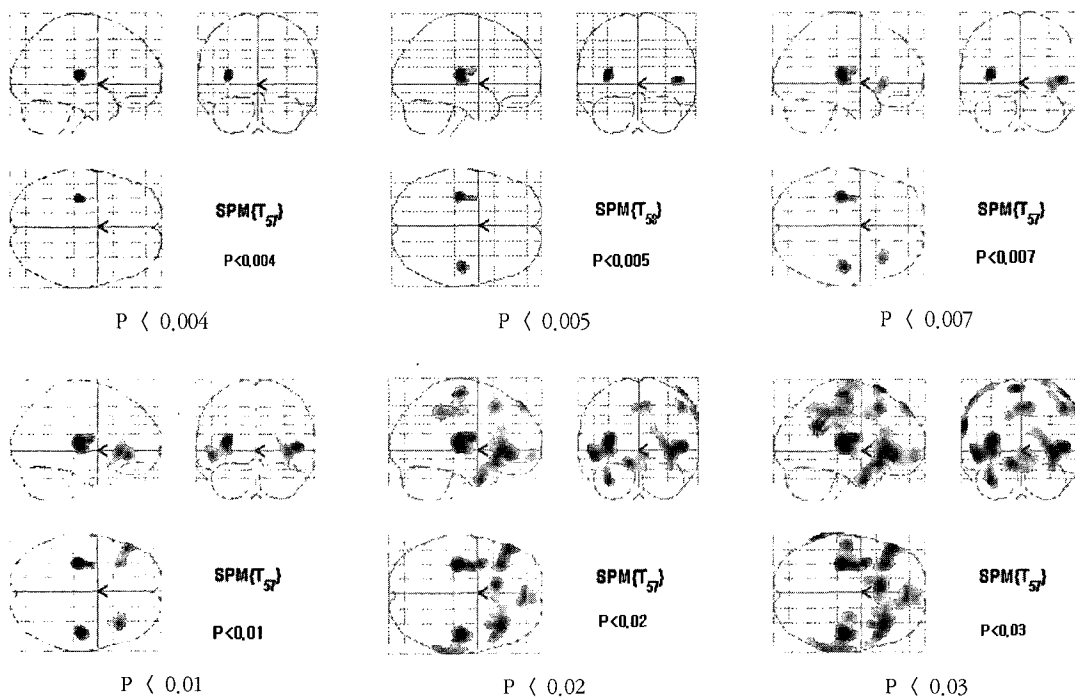 SPM{T57}
P<0.004
P < 0.004
SPM{T58}
P<0.005
P < 0.005
SPM{T57}
P<0.007
P < 0.007
SPM{T57}
P<0.01
P < 0.01
SPM{T57}
P<0.02
P < 0.02
SPM{T57}
P<0.03
P < 0.03